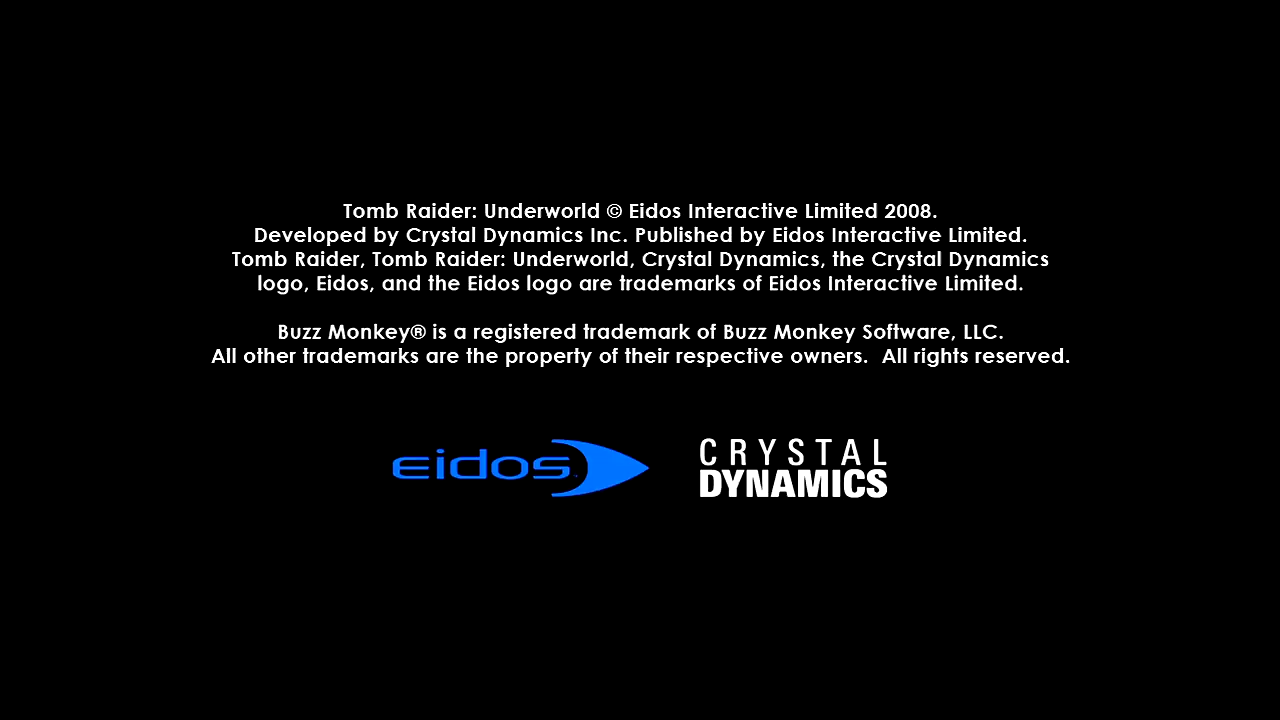 Tomb Raider: Underworld © Eidos Interactive Limited 2008.
Developed by Crystal Dynamics Inc. Published by Eidos Interactive Limited.
Tomb Raider, Tomb Raider: Underworld, Crystal Dynamics, the Crystal Dynamics
logo, Eidos, and the Eidos logo are trademarks of Eidos Interactive Limited.
Buzz Monkey® is a registered trademark of Buzz Monkey Software, LLC.
All other trademarks are the property of their respective owners.  All rights reserved.
eidos
CRYSTAL
DYNAMICS